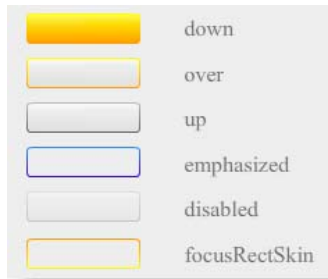 down
over
up
emphasized
disabled
focusRectSkin